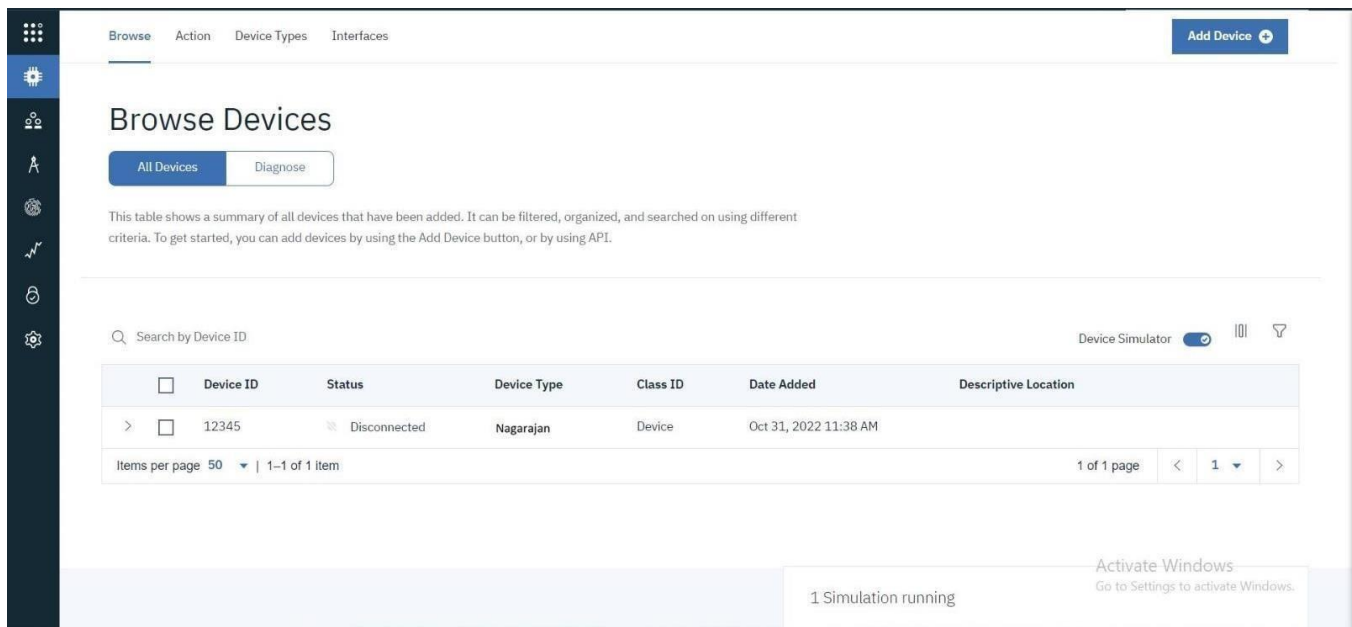 Browse Action Device Types Interfaces Add Device
Browse Devices
All Devices Diagnose
This table shows a summary of all devices that have been added. It can be filtered, organized, and searched on using different
criteria. To get started, you can add devices by using the Add Device button, or by using API.
Search by Device ID Device Simulator
Device ID Status Device Type Class ID Date Added Descriptive Location
12345 Disconnected Nagarajan Device Oct 31, 2022 11:38 AM
Items per page 50 | 1–1 of 1 item 1 of 1 page 1
Activate Windows
Go to Settings to activate Windows.
1 Simulation running